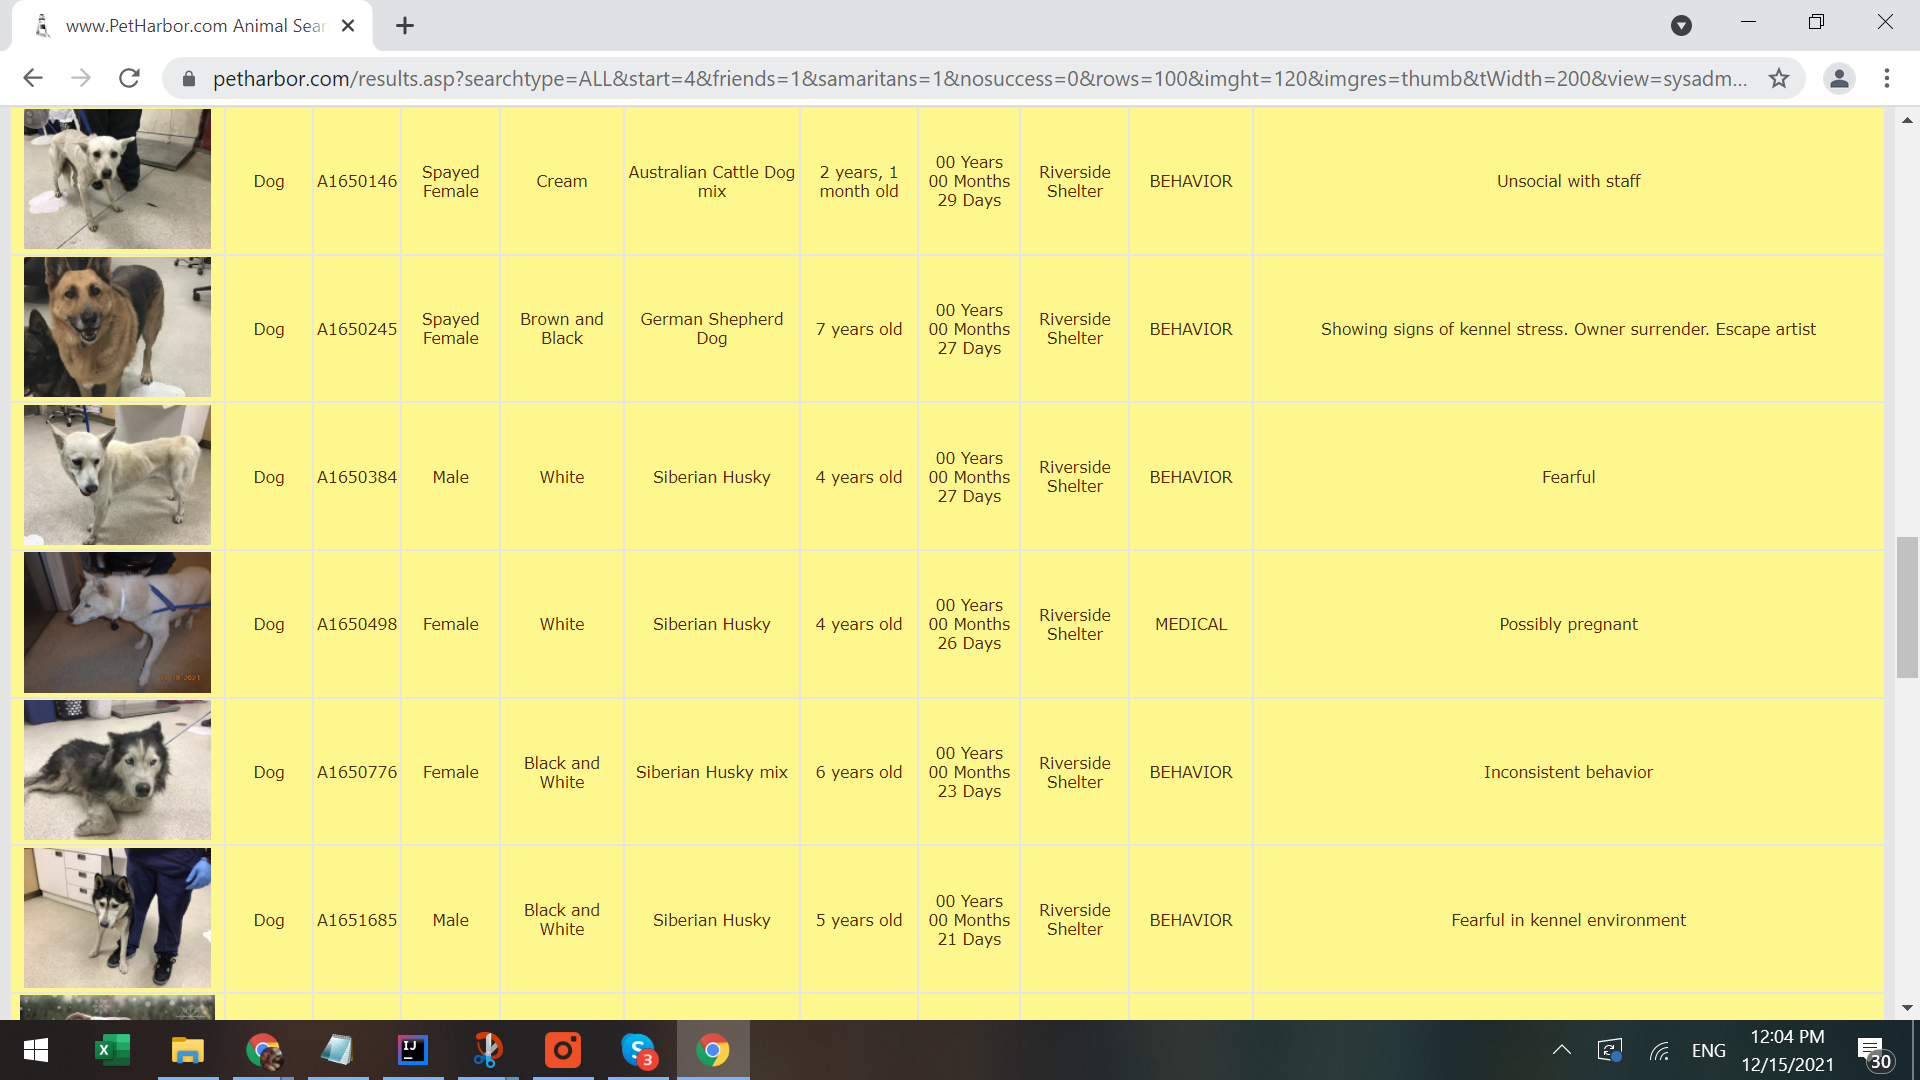 www.PetHarbor.com Animal Sear
petharbor.com/results.asp?searchtype=ALL&start=4&friends=1&samaritans=1&nosuccess=0&rows=100&imght=120&imgres=thumb&tWidth=200&view=sysadm...
Dog
A1650146
Spayed
Female
Cream
Australian Cattle Dog
mix
2 years, 1
month old
00 Years
00 Months
29 Days
Riverside
Shelter
BEHAVIOR
Unsocial with staff
Dog
A1650245
Spayed
Female
Brown and
Black
German Shepherd
Dog
7 years old
00 Years
00 Months
27 Days
Riverside
Shelter
BEHAVIOR
Showing signs of kennel stress. Owner surrender. Escape artist
Dog
A1650384
Male
White
Siberian Husky
4 years old
00 Years
00 Months
27 Days
Riverside
Shelter
BEHAVIOR
Fearful
Dog
A1650498
Female
White
Siberian Husky
4 years old
00 Years
00 Months
26 Days
Riverside
Shelter
MEDICAL
Possibly pregnant
Dog
A1650776
Female
Black and
White
Siberian Husky mix
6 years old
00 Years
00 Months
23 Days
Riverside
Shelter
BEHAVIOR
Inconsistent behavior
Dog
A1651685
Male
Black and
White
Siberian Husky
5 years old
00 Years
00 Months
21 Days
Riverside
Shelter
BEHAVIOR
Fearful in kennel environment
X
IJ
S
3
ENG
12:04 PM
12/15/2021
30